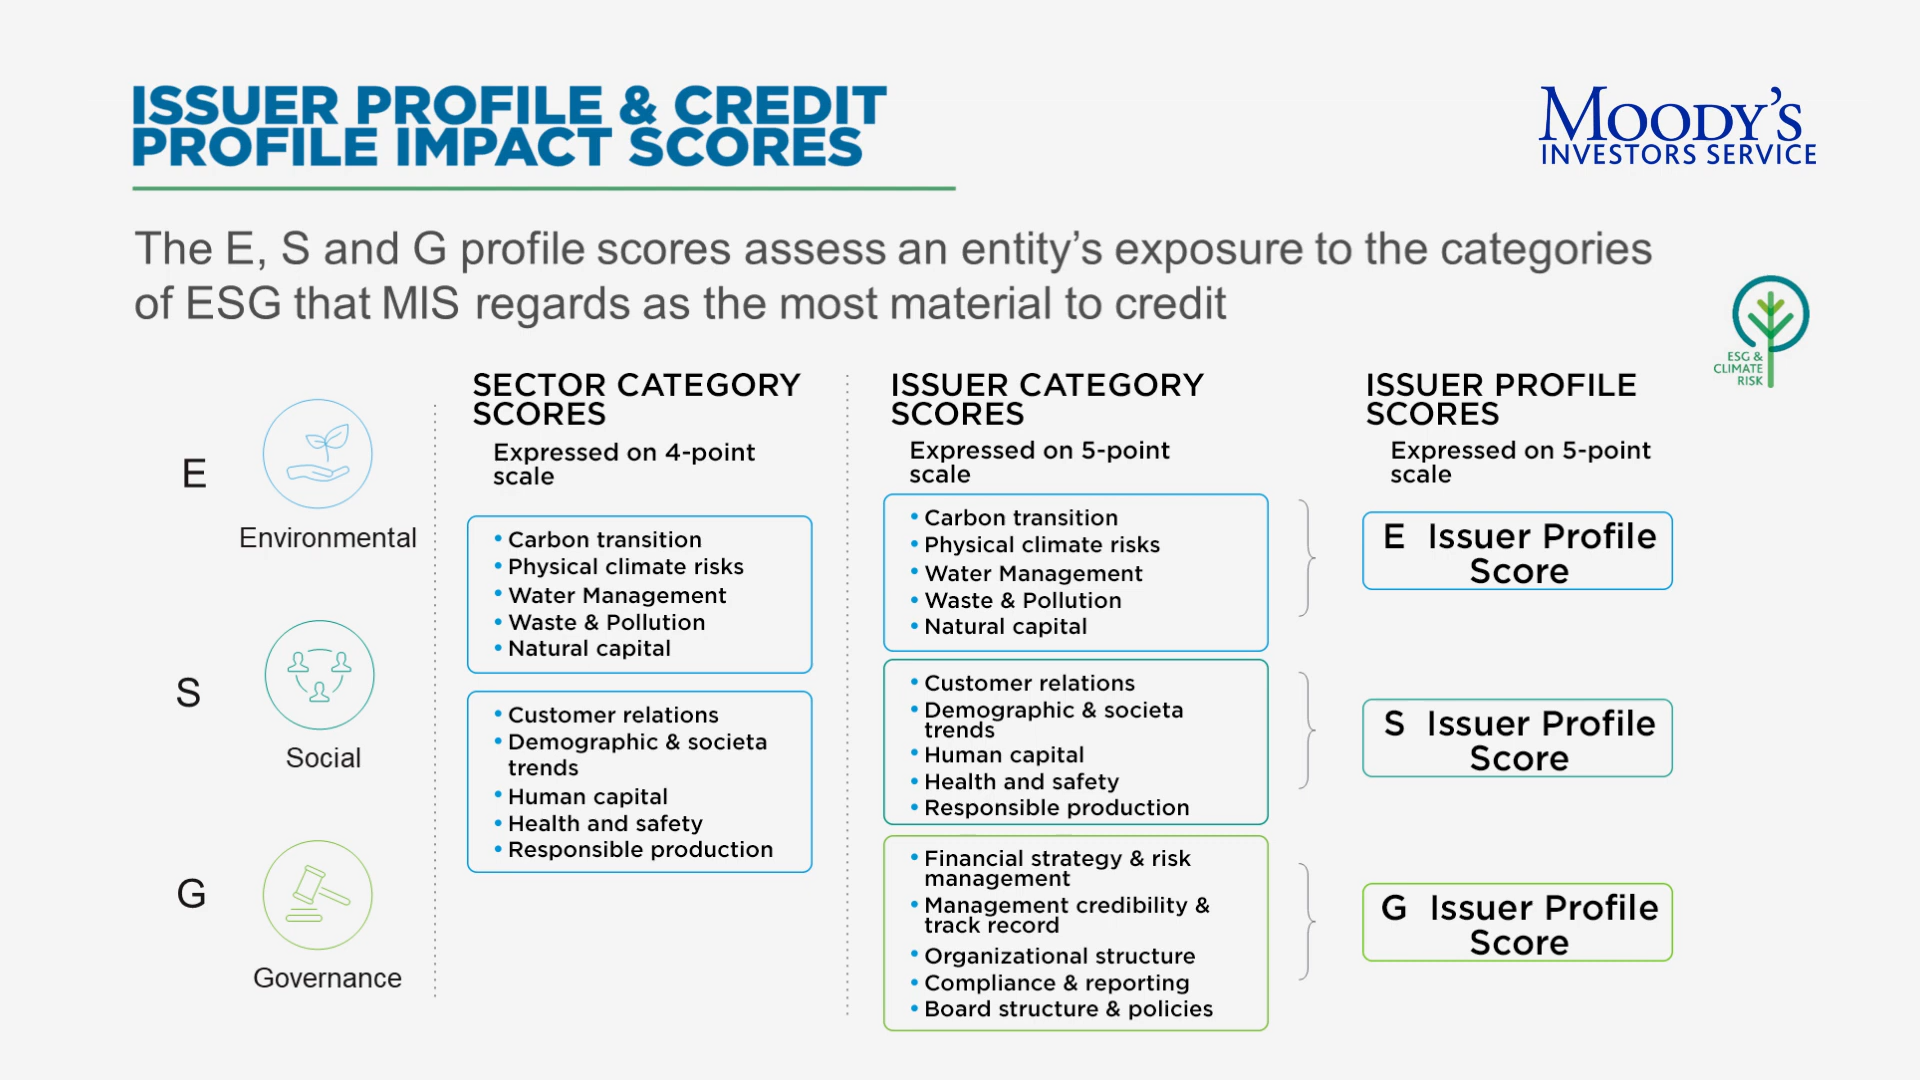 ISSUER PROFILE & CREDIT
PROFILE IMPACT SCORES
MOODY'S
INVESTORS SERVICE
The E, S and G profile scores assess an entity’s exposure to the categories
of ESG that MIS regards as the most material to credit
ESG &
CLIMATE
RISK
E
Environmental
S
Social
G
Governance
SECTOR CATEGORY
SCORES
Expressed on 4-point
scale
• Carbon transition
• Physical climate risks
• Water Management
• Waste & Pollution
• Natural capital
• Customer relations
• Demographic & societa
trends
• Human capital
• Health and safety
• Responsible production
ISSUER CATEGORY
SCORES
Expressed on 5-point
scale
• Carbon transition
• Physical climate risks
• Water Management
• Waste & Pollution
• Natural capital
• Customer relations
• Demographic & societa
trends
• Human capital
• Health and safety
• Responsible production
• Financial strategy & risk
management
• Management credibility &
track record
• Organizational structure
• Compliance & reporting
• Board structure & policies
ISSUER PROFILE
SCORES
Expressed on 5-point
scale
E Issuer Profile
Score
S Issuer Profile
Score
G Issuer Profile
Score